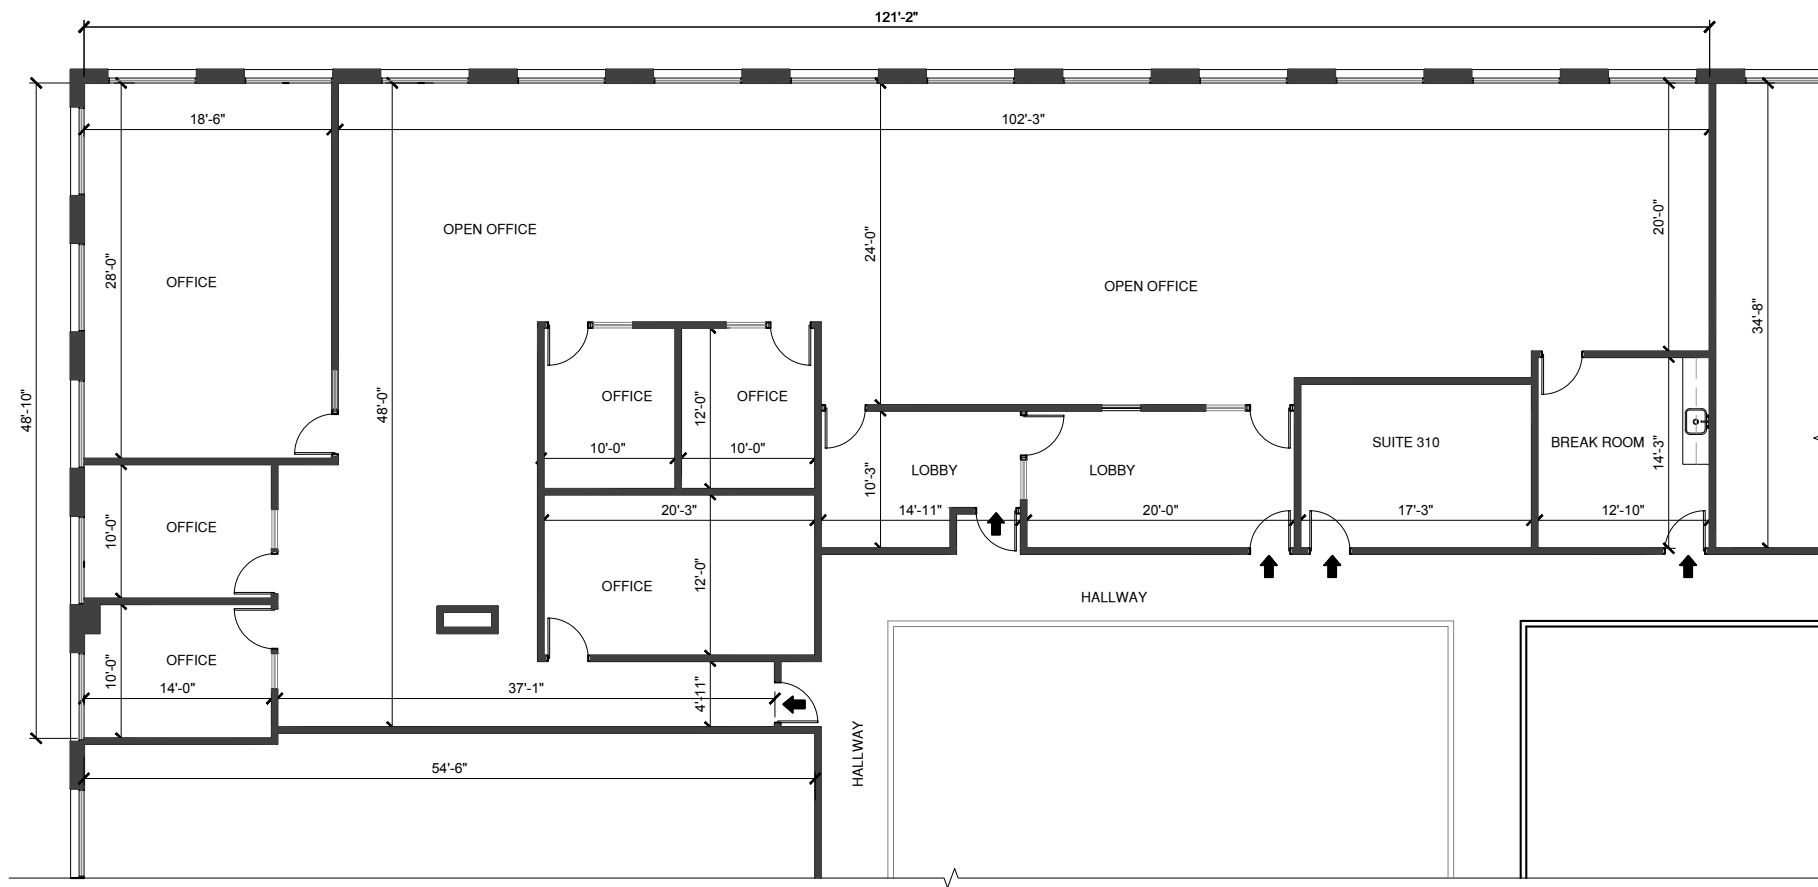 121'-2"
18'-6"
102'-3"
OPEN OFFICE
20'-0"
24'-0"
28'-0"
OFFICE
OPEN OFFICE
34'-8"
48'-10"
48'-0"
OFFICE
12'-0"
OFFICE
10'-0"
10'-0"
LOBBY
10'-3"
LOBBY
SUITE 310
BREAK ROOM
14'-3"
20'-3"
14'-11"
20'-0"
17'-3"
12'-10"
10'-0"
OFFICE
OFFICE
12'-0"
HALLWAY
10'-0"
OFFICE
14'-0"
37'-1"
4'-11"
HALLWAY
54'-6"